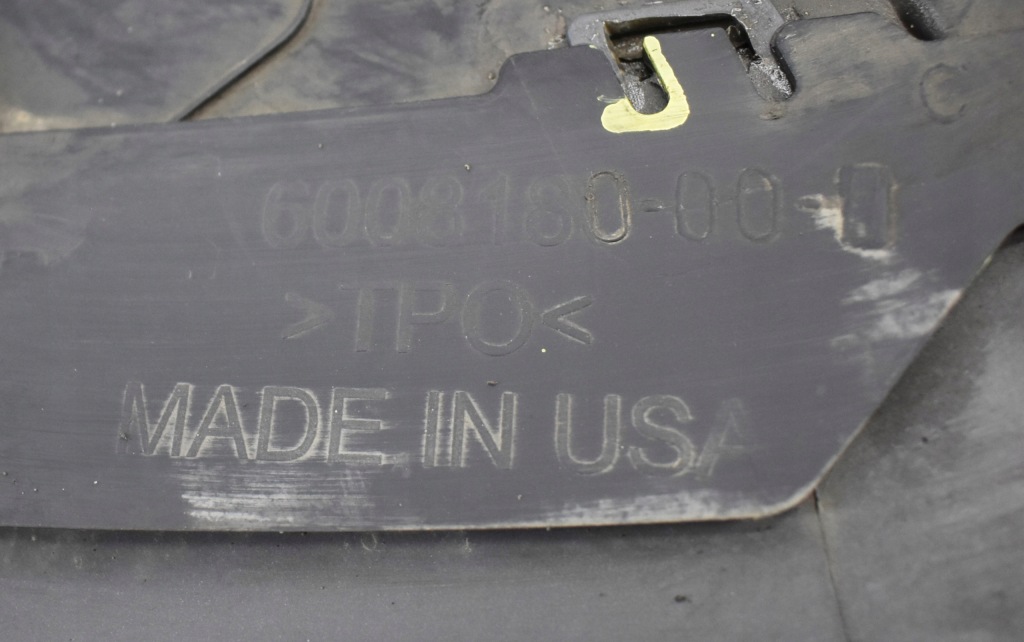 C
6008180-00-D
>TPO<
MADE IN USA